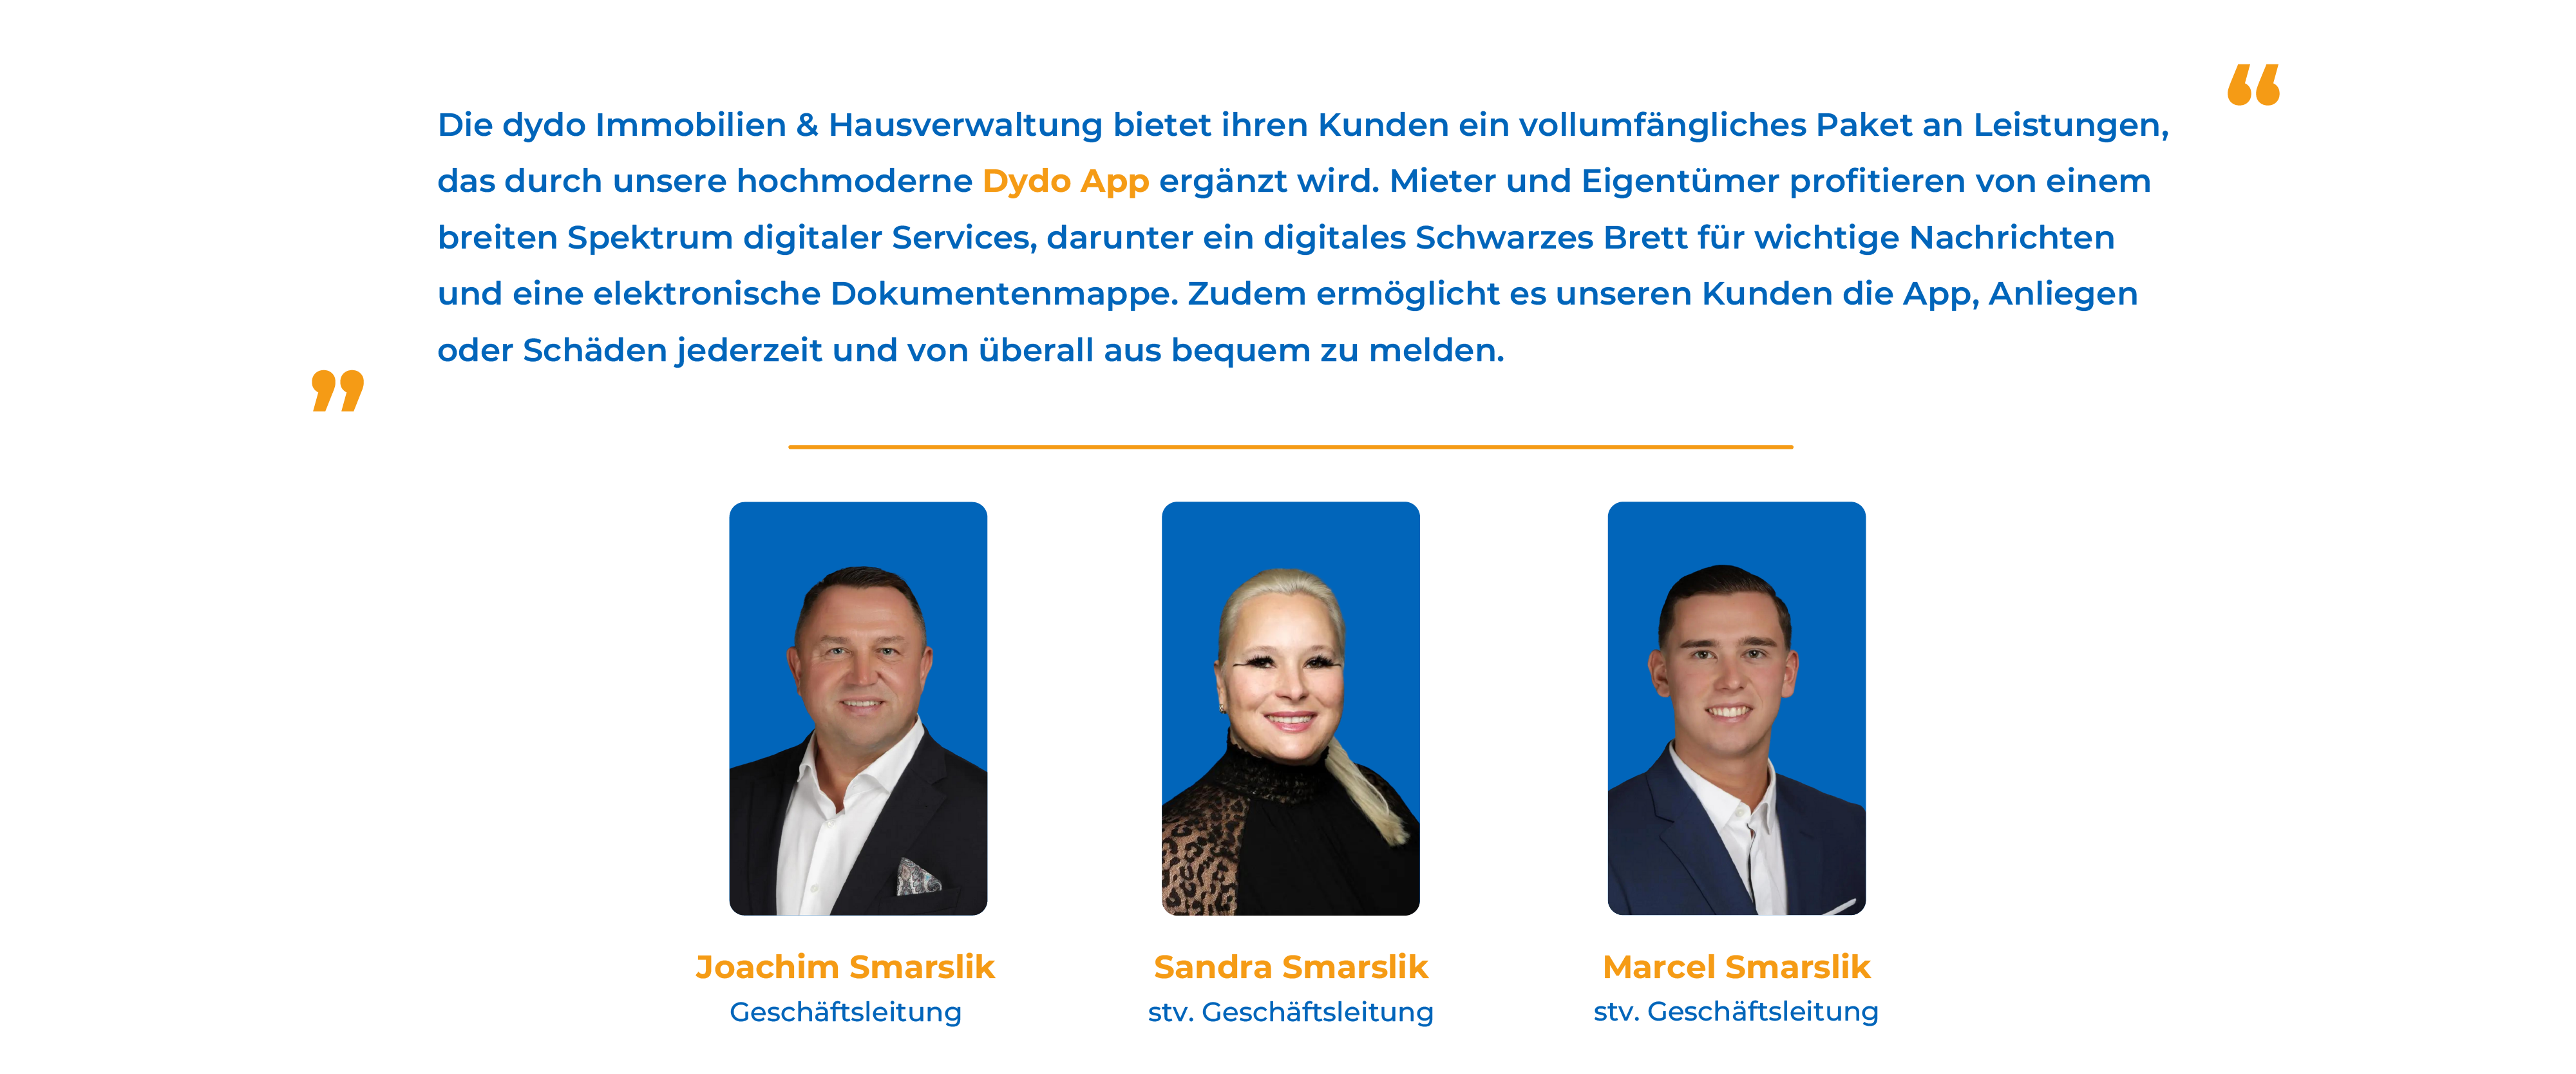 “
Die dydo Immobilien & Hausverwaltung bietet ihren Kunden ein vollumfängliches Paket an Leistungen,
das durch unsere hochmoderne Dydo App ergänzt wird. Mieter und Eigentümer profitieren von einem
breiten Spektrum digitaler Services, darunter ein digitales Schwarzes Brett für wichtige Nachrichten
und eine elektronische Dokumentenmappe. Zudem ermöglicht es unseren Kunden die App, Anliegen
oder Schäden jederzeit und von überall aus bequem zu melden.
”
Joachim Smarslik
Geschäftsleitung
Sandra Smarslik
stv. Geschäftsleitung
Marcel Smarslik
stv. Geschäftsleitung